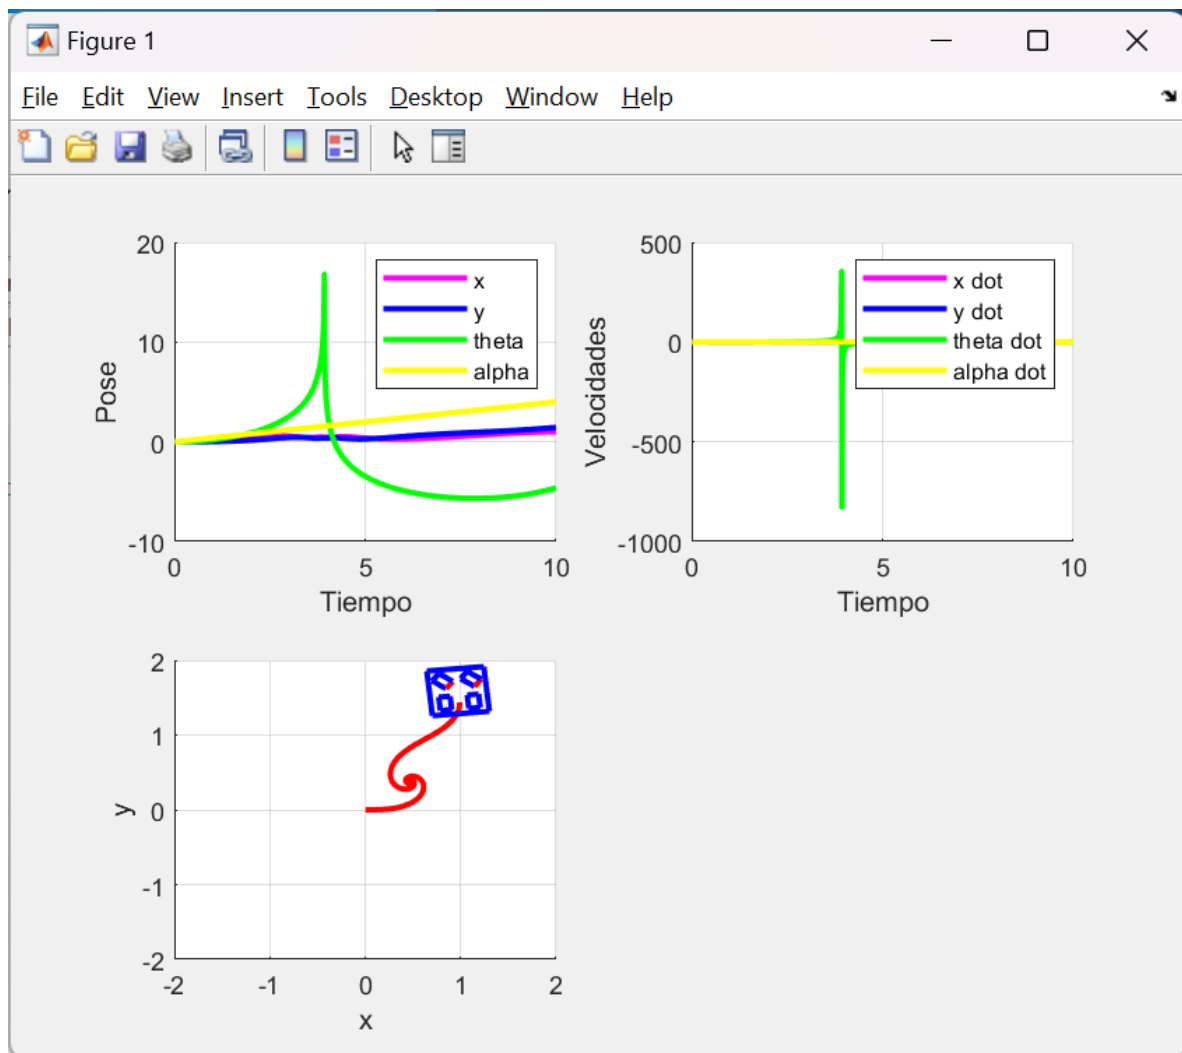 Figure 1
File Edit View Insert Tools Desktop Window Help
20
10
0
-10
0 5 10
Pose
Tiempo
x
y
theta
alpha
500
0
-500
-1000
0 5 10
Velocidades
Tiempo
x dot
y dot
theta dot
alpha dot
2
1
0
-1
-2
-2 -1 0 1 2
y
x